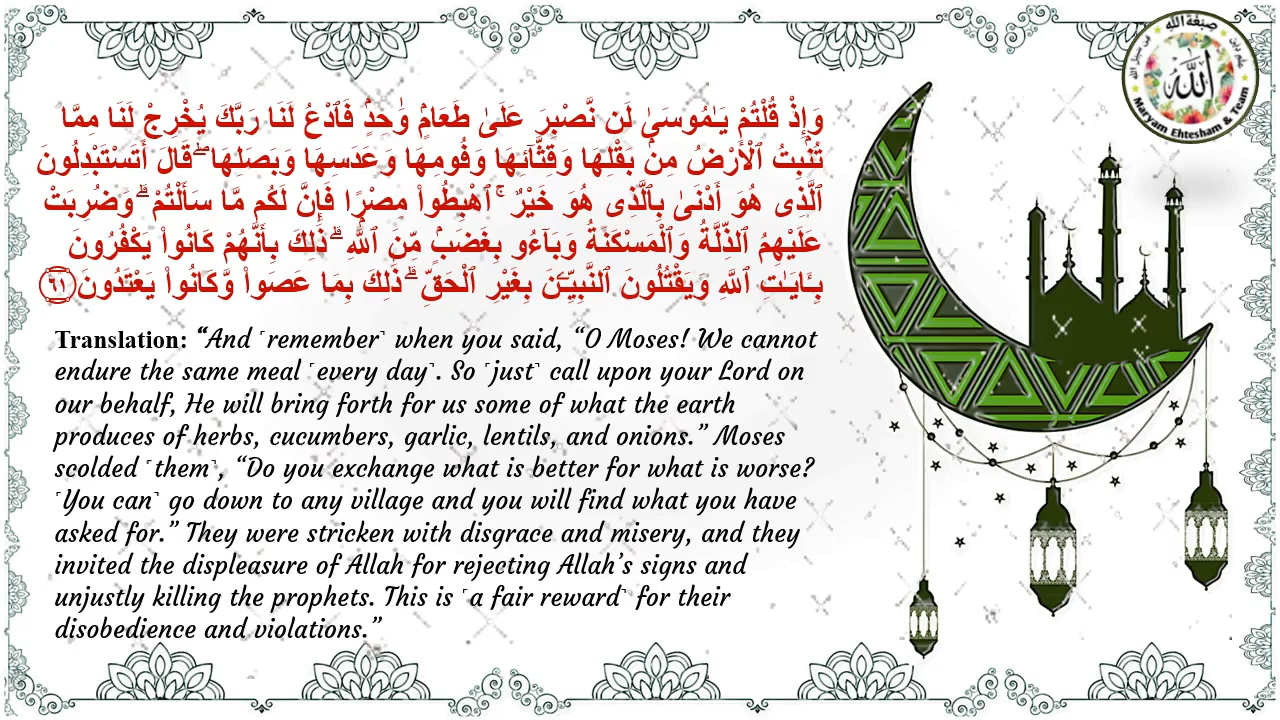 وَإِذْ قُلْتُمْ يَـٰمُوسَىٰ لَن نَّصْبِرَ عَلَىٰ طَعَامٍۢ وَٰحِدٍۢ فَٱدْعُ لَنَا رَبَّكَ يُخْرِجْ لَنَا مِمَّا
تُنۢبِتُ ٱلْأَرْضُ مِنۢ بَقْلِهَا وَقِثَّآئِهَا وَفُومِهَا وَعَدَسِهَا وَبَصَلِهَا ۖ قَالَ أَتَسْتَبْدِلُونَ
ٱلَّذِى هُوَ أَدْنَىٰ بِٱلَّذِى هُوَ خَيْرٌ ۚ ٱهْبِطُوا۟ مِصْرًا فَإِنَّ لَكُم مَّا سَأَلْتُمْ ۗ وَضُرِبَتْ
عَلَيْهِمُ ٱلذِّلَّةُ وَٱلْمَسْكَنَةُ وَبَآءُو بِغَضَبٍۢ مِّنَ ٱللَّهِ ۗ ذَٰلِكَ بِأَنَّهُمْ كَانُوا۟ يَكْفُرُونَ
بِـَٔايَـٰتِ ٱللَّهِ وَيَقْتُلُونَ ٱلنَّبِيِّـۧنَ بِغَيْرِ ٱلْحَقِّ ۗ ذَٰلِكَ بِمَا عَصَوا۟ وَّكَانُوا۟ يَعْتَدُونَ ٦١
Translation: “And ˹remember˺ when you said, “O Moses! We cannot
endure the same meal ˹every day˺. So ˹just˺ call upon your Lord on
our behalf, He will bring forth for us some of what the earth
produces of herbs, cucumbers, garlic, lentils, and onions.” Moses
scolded ˹them˺, “Do you exchange what is better for what is worse?
˹You can˺ go down to any village and you will find what you have
asked for.” They were stricken with disgrace and misery, and they
invited the displeasure of Allah for rejecting Allah’s signs and
unjustly killing the prophets. This is ˹a fair reward˺ for their
disobedience and violations.”
صبغة الله
الله
Maryam Ehtesham & Team